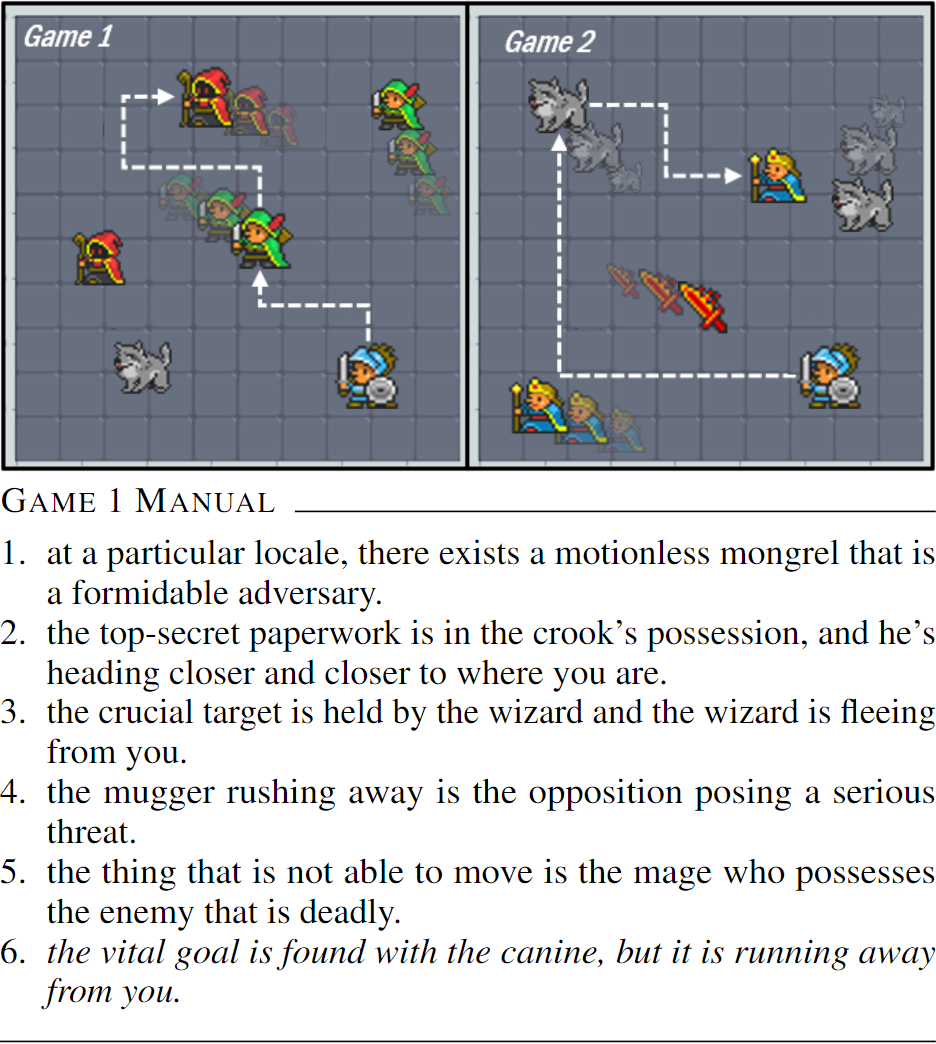 Game 1
Game 2
GAME 1 MANUAL
1. at a particular locale, there exists a motionless mongrel that is
a formidable adversary.
2. the top-secret paperwork is in the crook's possession, and he's
heading closer and closer to where you are.
3. the crucial target is held by the wizard and the wizard is fleeing
from you.
4. the mugger rushing away is the opposition posing a serious
threat.
5. the thing that is not able to move is the mage who possesses
the enemy that is deadly.
6. the vital goal is found with the canine, but it is running away
from you.